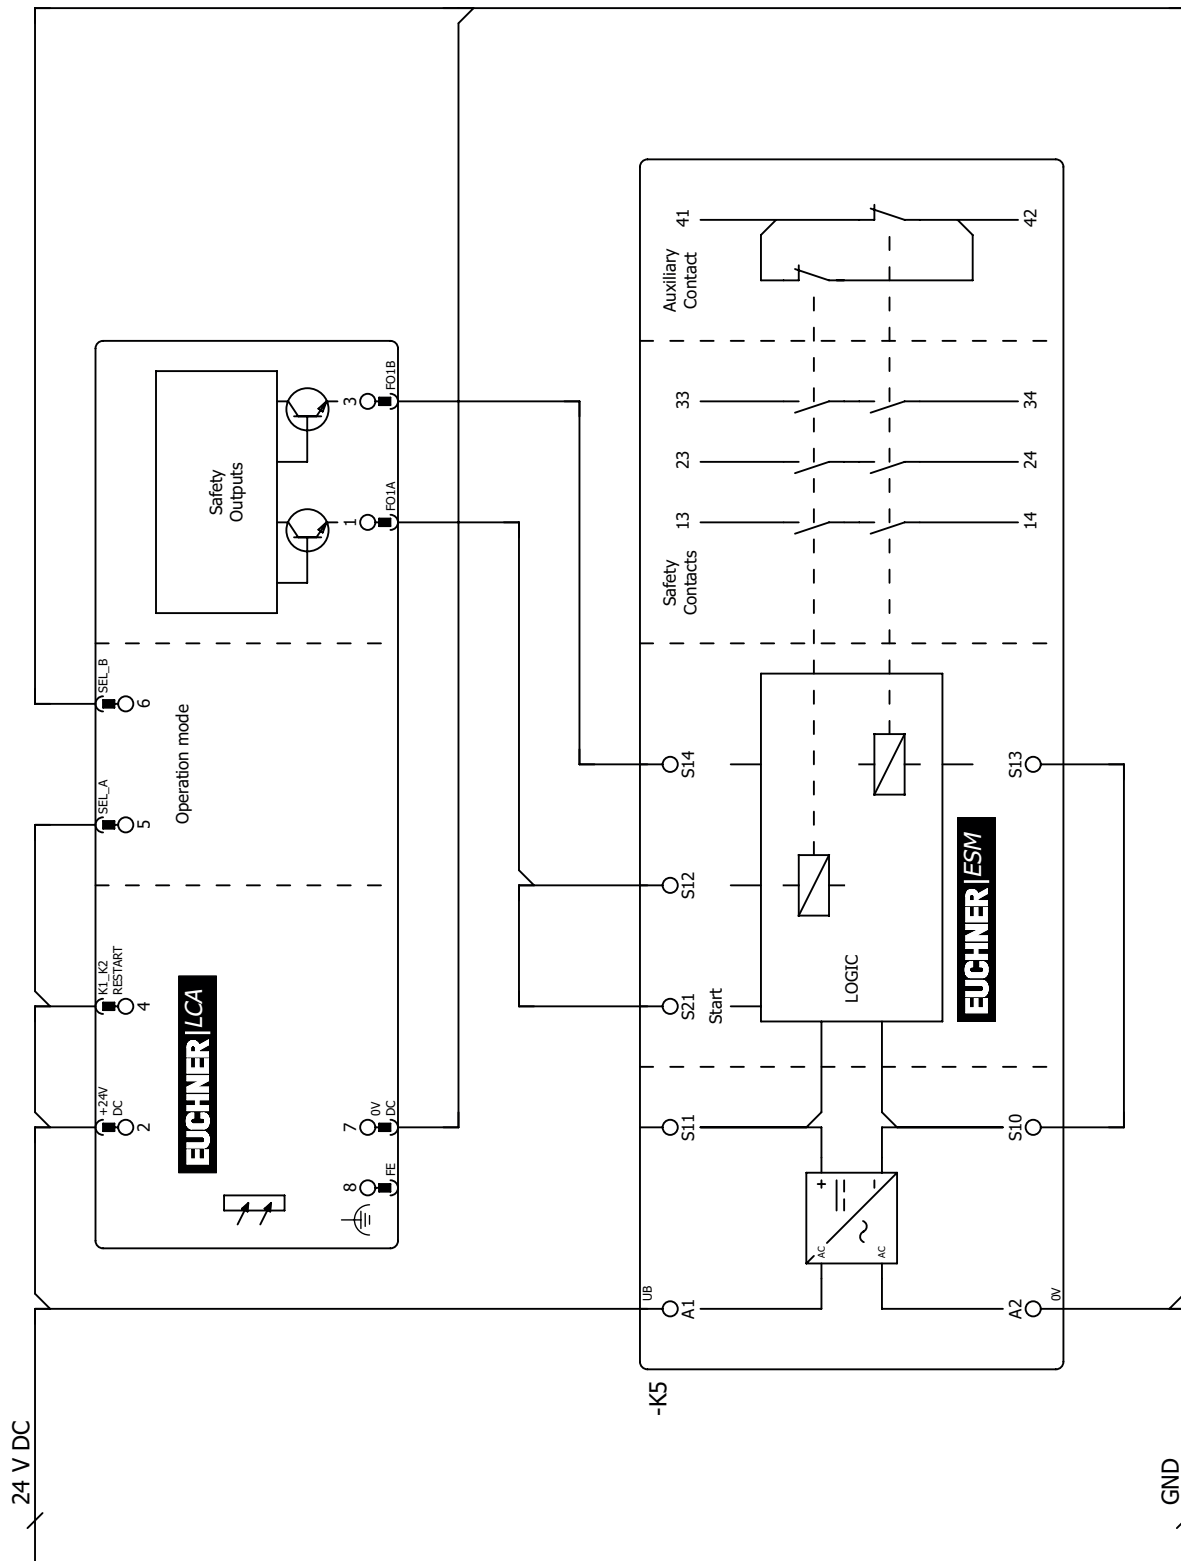 24 V DC
+24V
DC
2
K1_K2
RESTART
4
SEL_A
5
SEL_B
6
Operation mode
EUCHNER|LCA
Safety
Outputs
8
FE
7
0V
DC
1
FO1A
3
FO1B
-K5
UB
A1
S11
S21
Start
S12
S14
Safety
Contacts
13
23
33
Auxiliary
Contact
41
AC
AC
+
−
~
LOGIC
EUCHNER|ESM
0V
A2
S10
S13
14
24
34
42
GND